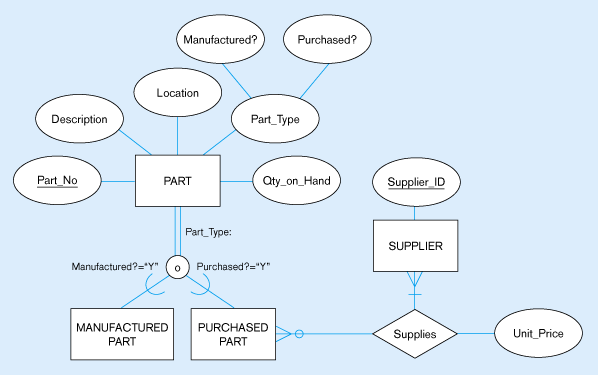 Manufactured?
Purchased?
Location
Description
Part_Type
Part_No
PART
Qty_on_Hand
Supplier_ID
Part_Type:
SUPPLIER
Manufactured?="Y"
o
Purchased?="Y"
MANUFACTURED
PART
PURCHASED
PART
Supplies
Unit_Price